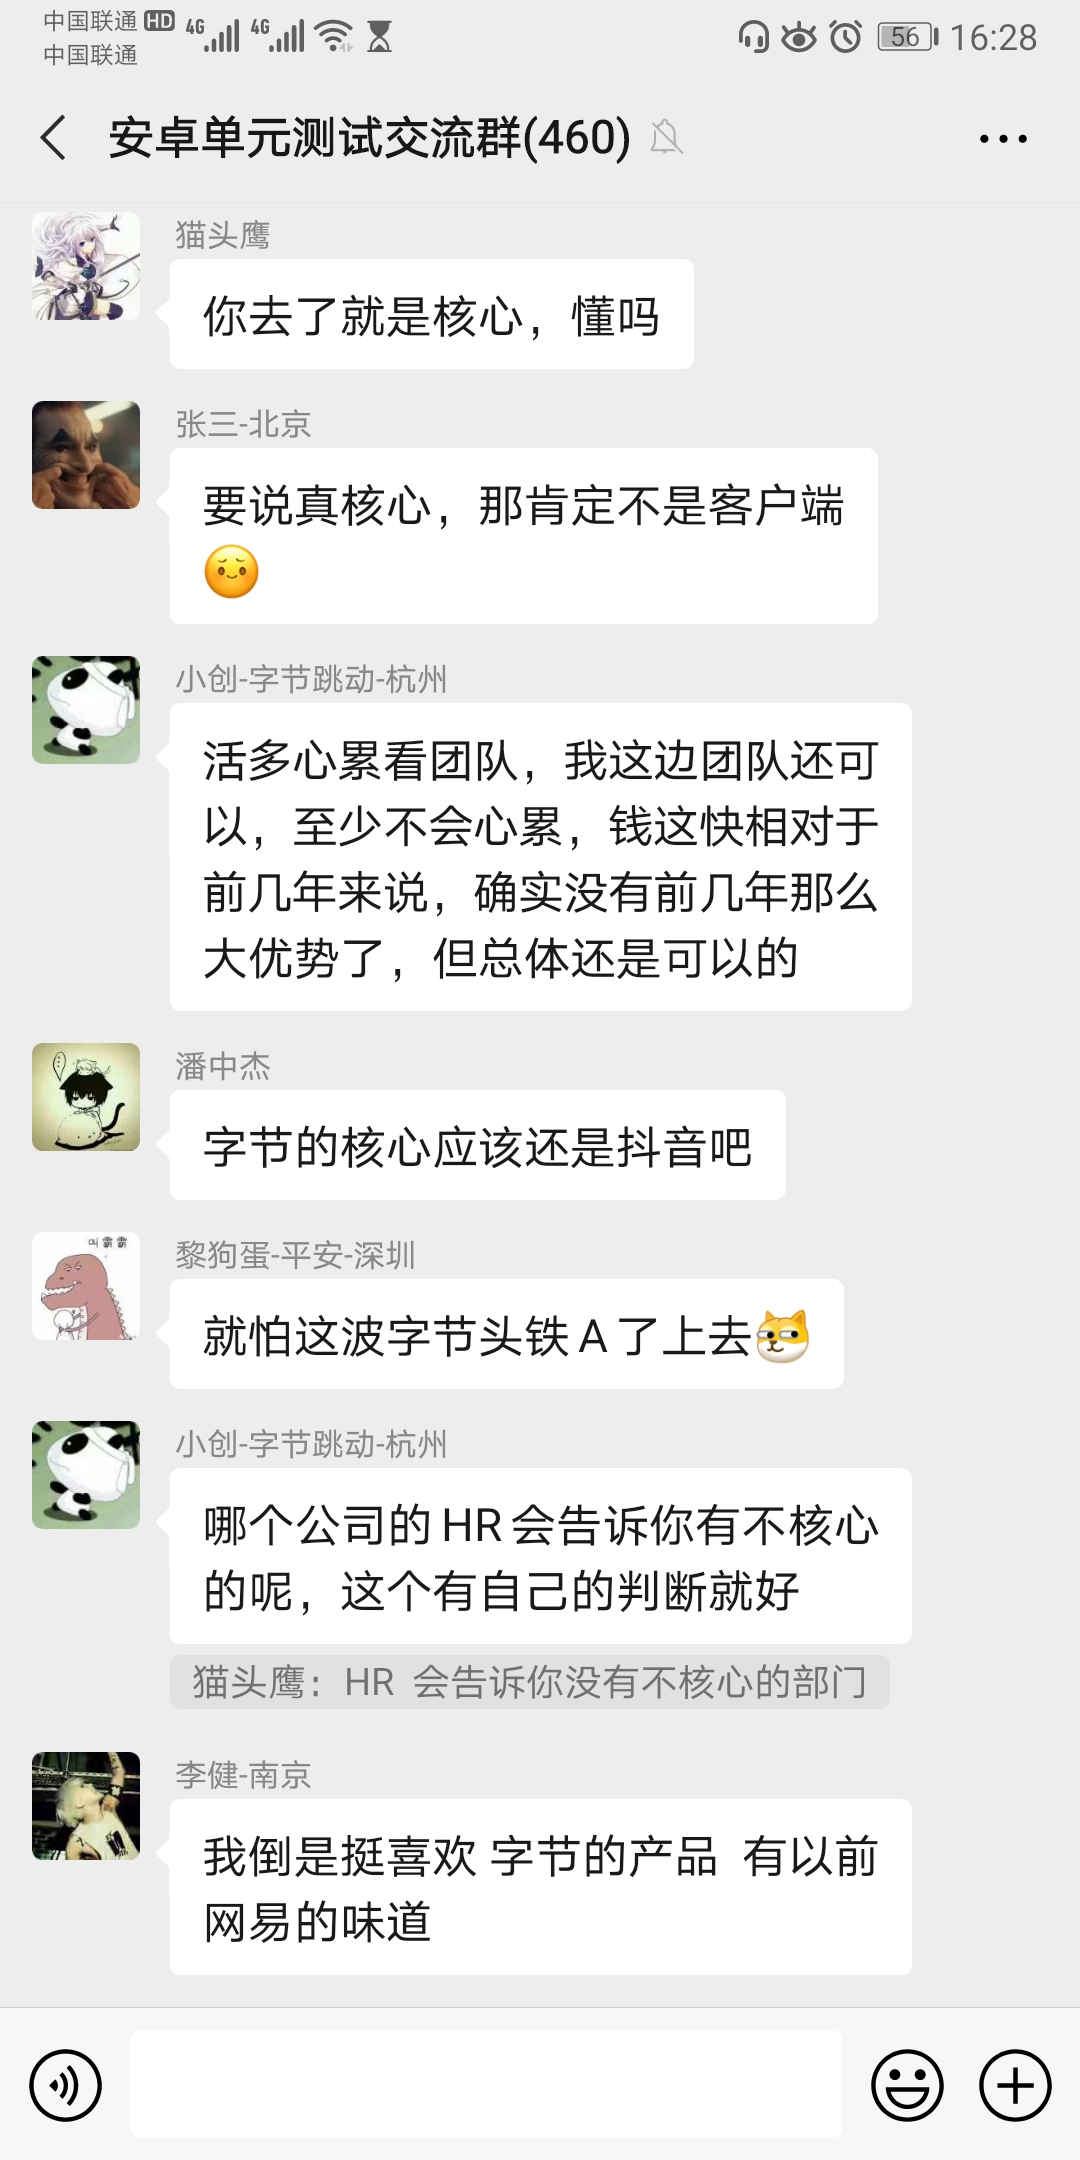 中国联通 HD 4G 4G 56 16:28
中国联通
安卓单元测试交流群(460)
猫头鹰
你去了就是核心，懂吗
张三-北京
要说真核心，那肯定不是客户端
小创-字节跳动-杭州
活多心累看团队，我这边团队还可
以，至少不会心累，钱这快相对于
前几年来说，确实没有前几年那么
大优势了，但总体还是可以的
潘中杰
字节的核心应该还是抖音吧
叫霸霸
黎狗蛋-平安-深圳
就怕这波字节头铁A了上去
小创-字节跳动-杭州
哪个公司的HR会告诉你有不核心
的呢，这个有自己的判断就好
猫头鹰：HR 会告诉你没有不核心的部门
李健-南京
我倒是挺喜欢 字节的产品 有以前
网易的味道